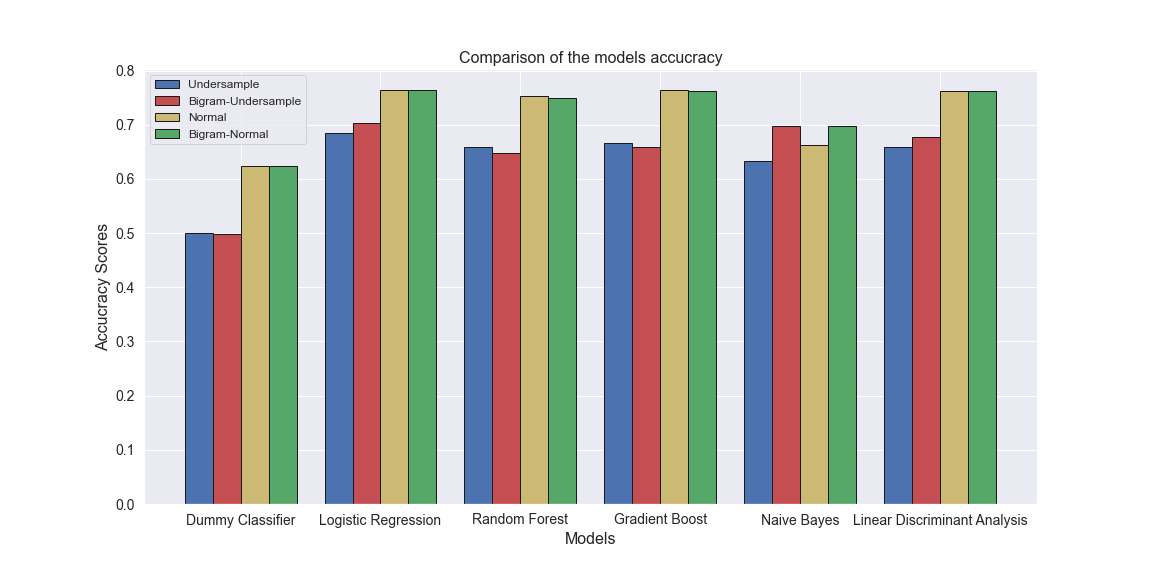 Comparison of the models accucracy
Undersample
Bigram-Undersample
Normal
Bigram-Normal
Accucracy Scores
0.8
0.7
0.6
0.5
0.4
0.3
0.2
0.1
0.0
Dummy Classifier Logistic Regression Random Forest Gradient Boost Naive Bayes Linear Discriminant Analysis
Models